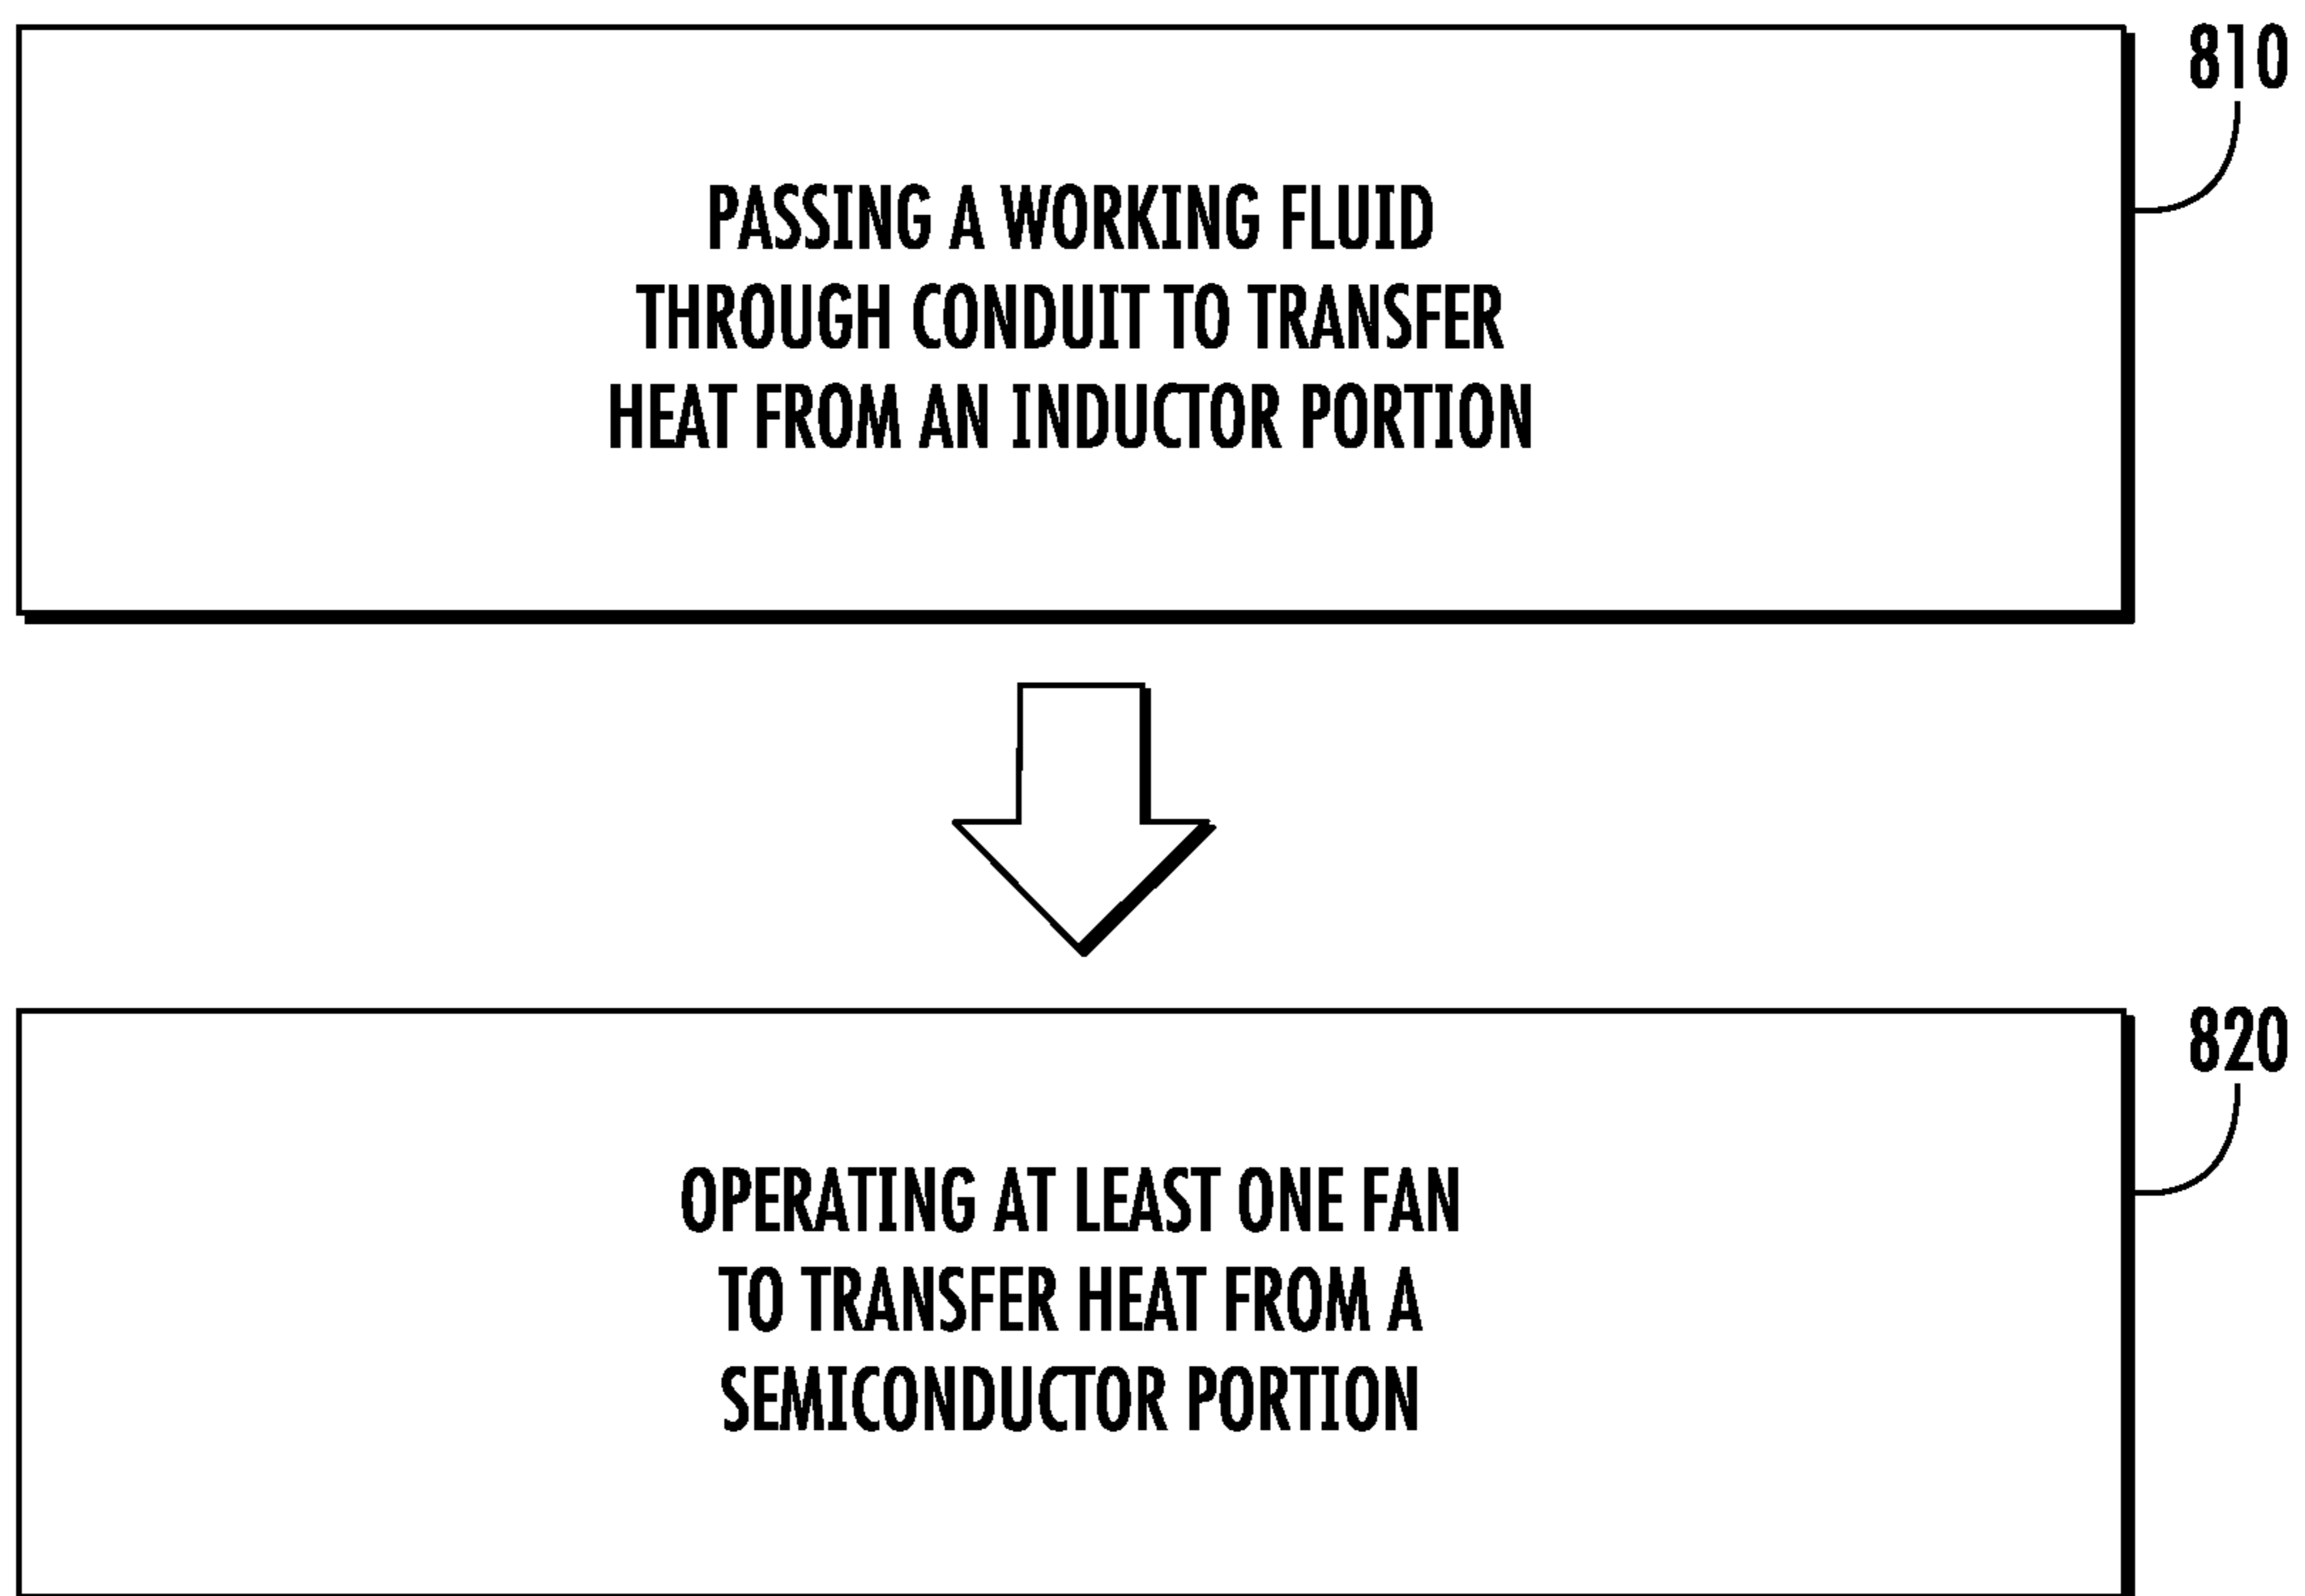 810
PASSING A WORKING FLUID
THROUGH CONDUIT TO TRANSFER
HEAT FROM AN INDUCTOR PORTION
820
OPERATING AT LEAST ONE FAN
TO TRANSFER HEAT FROM A
SEMICONDUCTOR PORTION